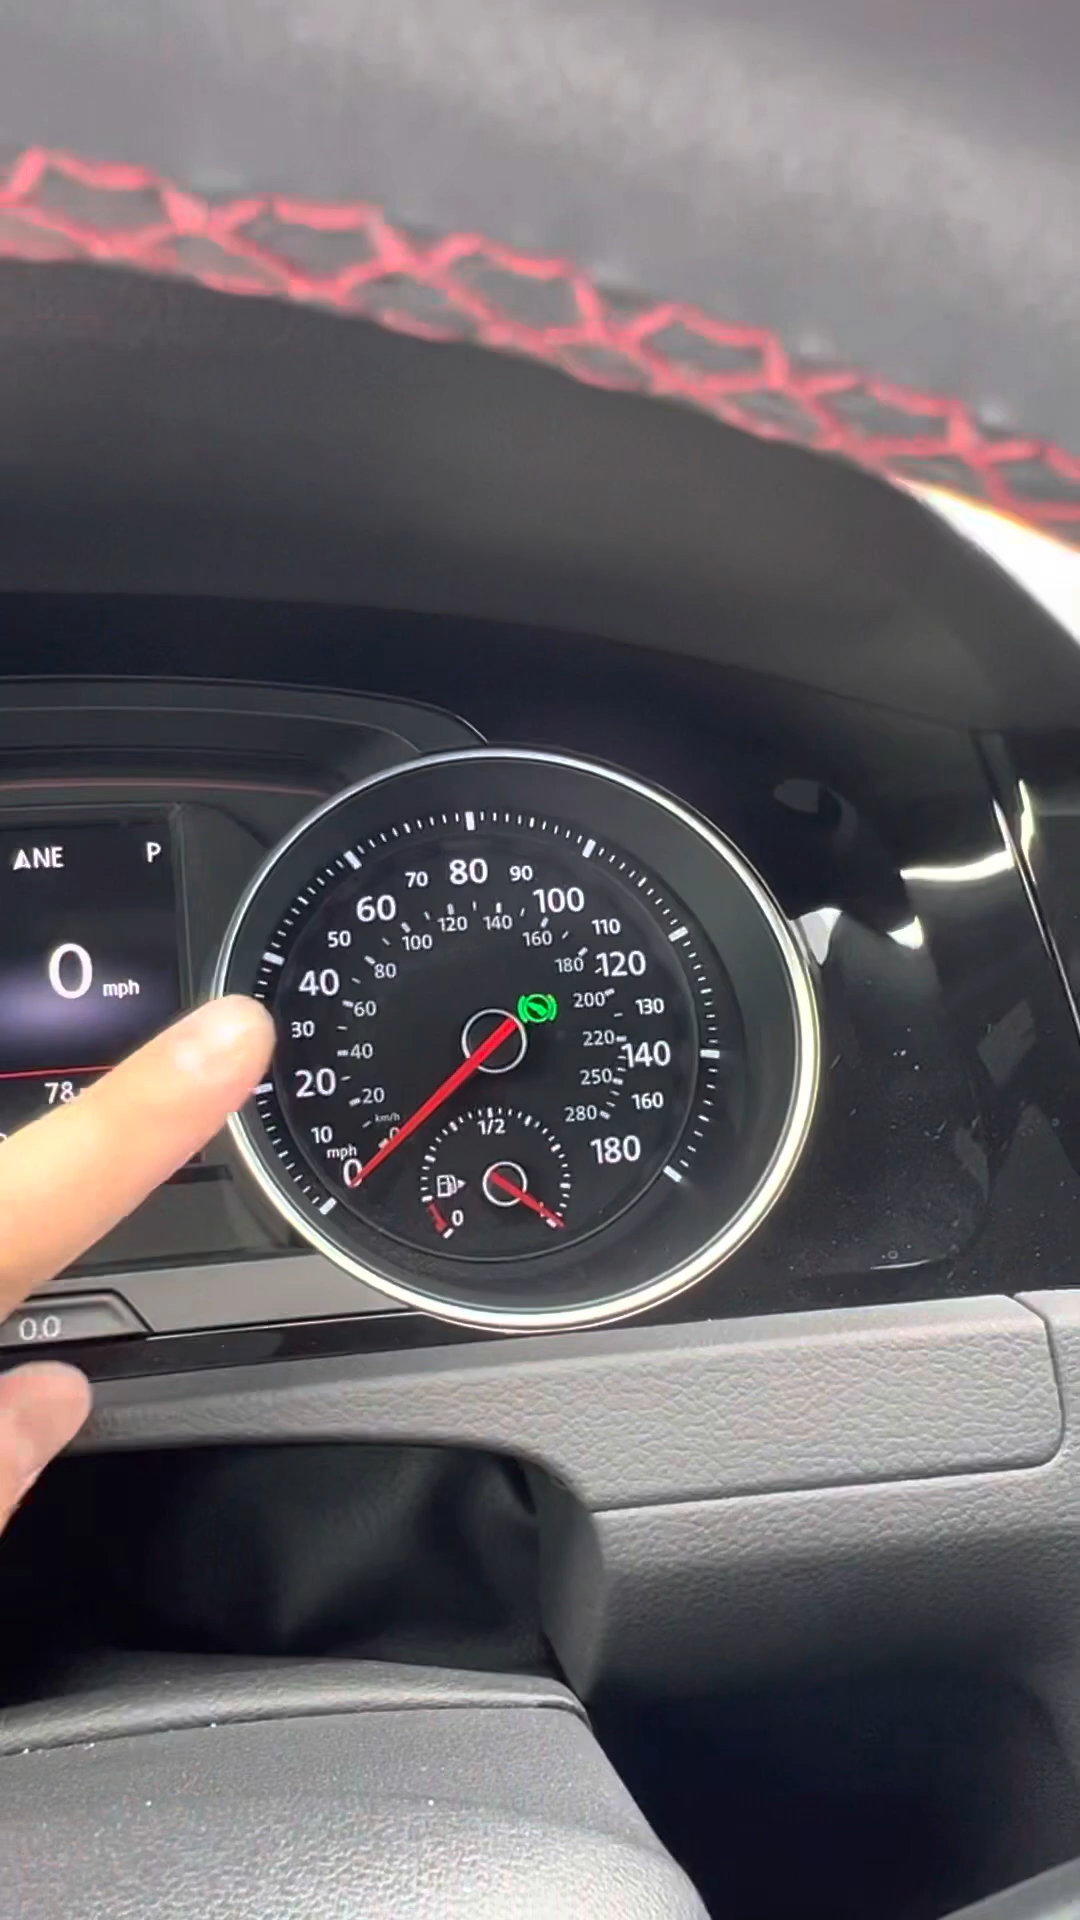 ANE P
0 mph
78
0.0
0 10 20 30 40 50 60 70 80 90 100 110 120 130 140 160 180
mph
km/h
0 20 40 60 80 100 120 140 160 180 200 220 250 280
1/2
0